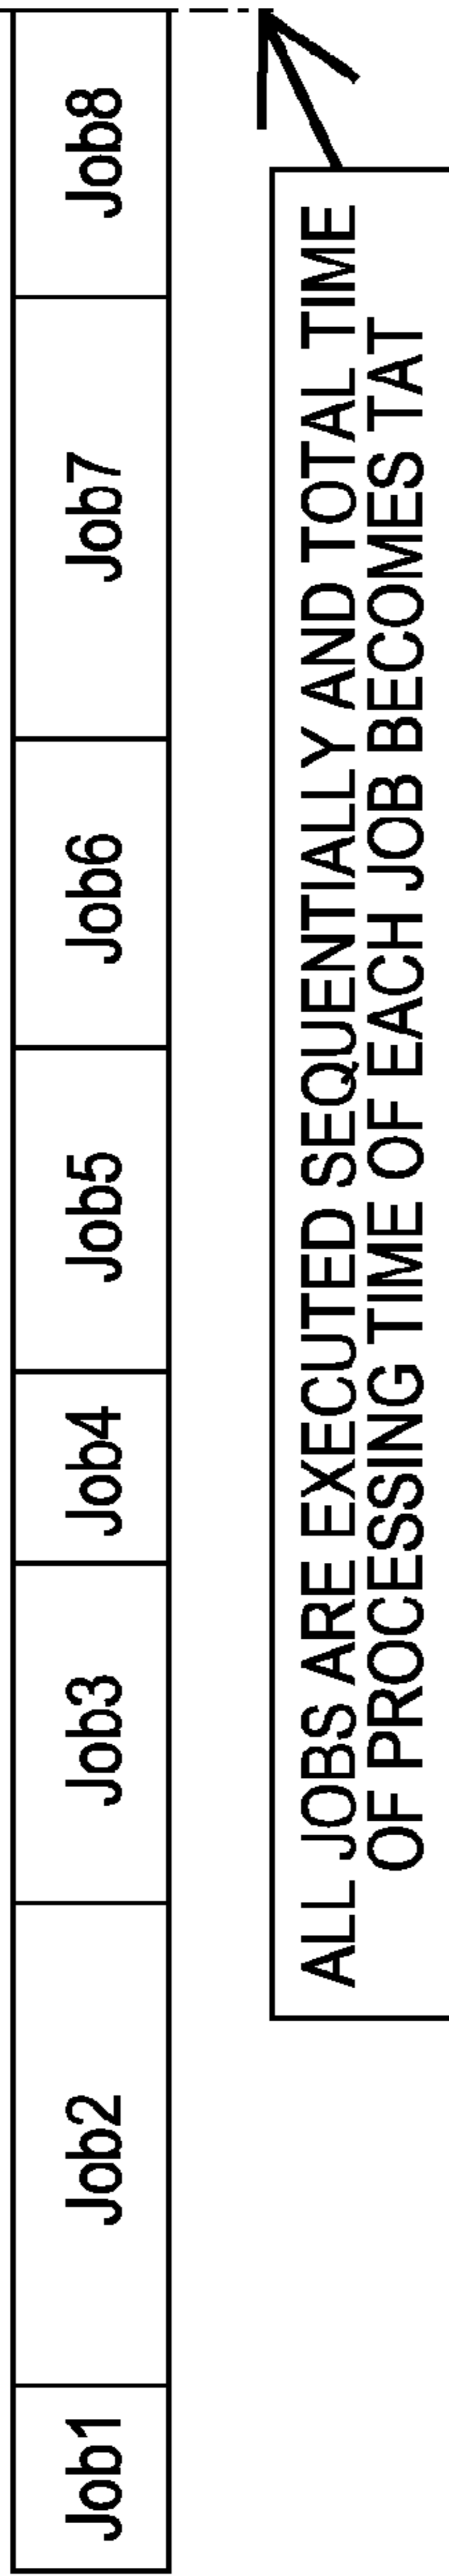 Job1
Job2
Job3
Job4
Job5
Job6
Job7
Job8
ALL JOBS ARE EXECUTED SEQUENTIALLY AND TOTAL TIME
OF PROCESSING TIME OF EACH JOB BECOMES TAT